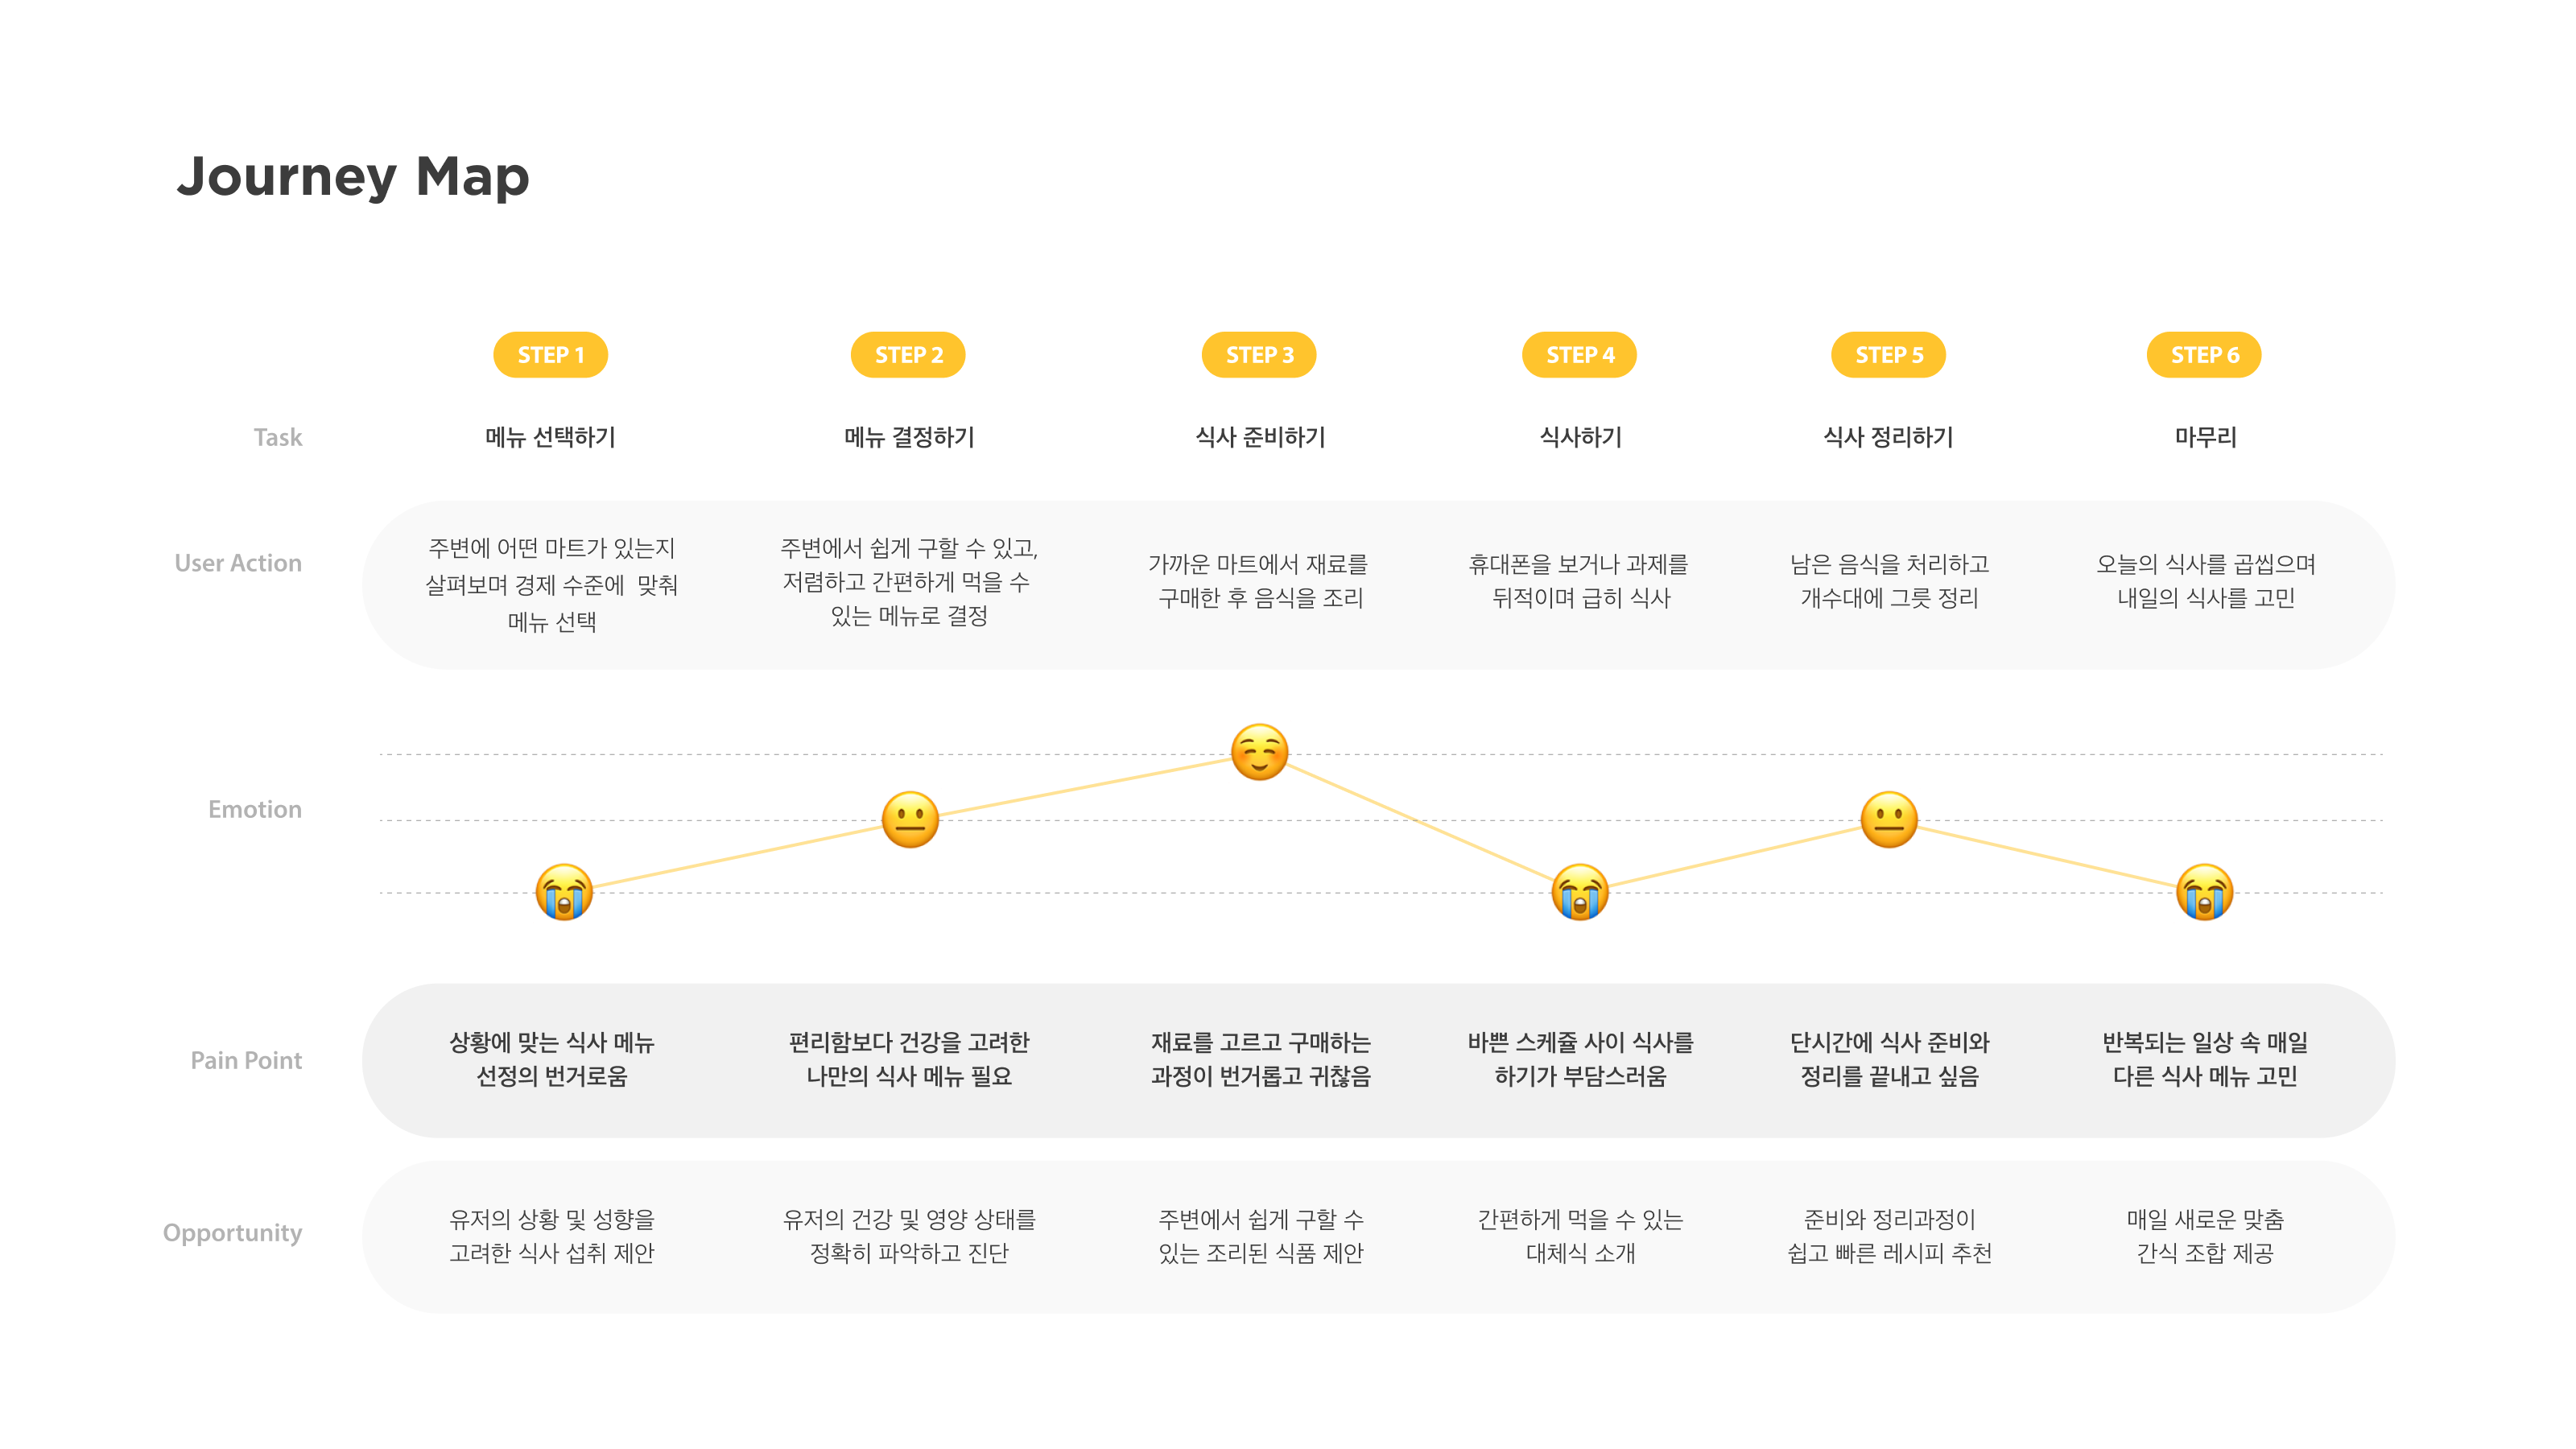 Journey Map
STEP 1
STEP 2
STEP 3
STEP 4
STEP 5
STEP 6
Task
메뉴 선택하기
메뉴 결정하기
식사 준비하기
식사하기
식사 정리하기
마무리
User Action
주변에 어떤 마트가 있는지
살펴보며 경제 수준에 맞춰
메뉴 선택
주변에서 쉽게 구할 수 있고,
저렴하고 간편하게 먹을 수
있는 메뉴로 결정
가까운 마트에서 재료를
구매한 후 음식을 조리
휴대폰을 보거나 과제를
뒤적이며 급히 식사
남은 음식을 처리하고
개수대에 그릇 정리
오늘의 식사를 곱씹으며
내일의 식사를 고민
Emotion
Pain Point
상황에 맞는 식사 메뉴
선정의 번거로움
편리함보다 건강을 고려한
나만의 식사 메뉴 필요
재료를 고르고 구매하는
과정이 번거롭고 귀찮음
바쁜 스케쥴 사이 식사를
하기가 부담스러움
단시간에 식사 준비와
정리를 끝내고 싶음
반복되는 일상 속 매일
다른 식사 메뉴 고민
Opportunity
유저의 상황 및 성향을
고려한 식사 섭취 제안
유저의 건강 및 영양 상태를
정확히 파악하고 진단
주변에서 쉽게 구할 수
있는 조리된 식품 제안
간편하게 먹을 수 있는
대체식 소개
준비와 정리과정이
쉽고 빠른 레시피 추천
매일 새로운 맞춤
간식 조합 제공